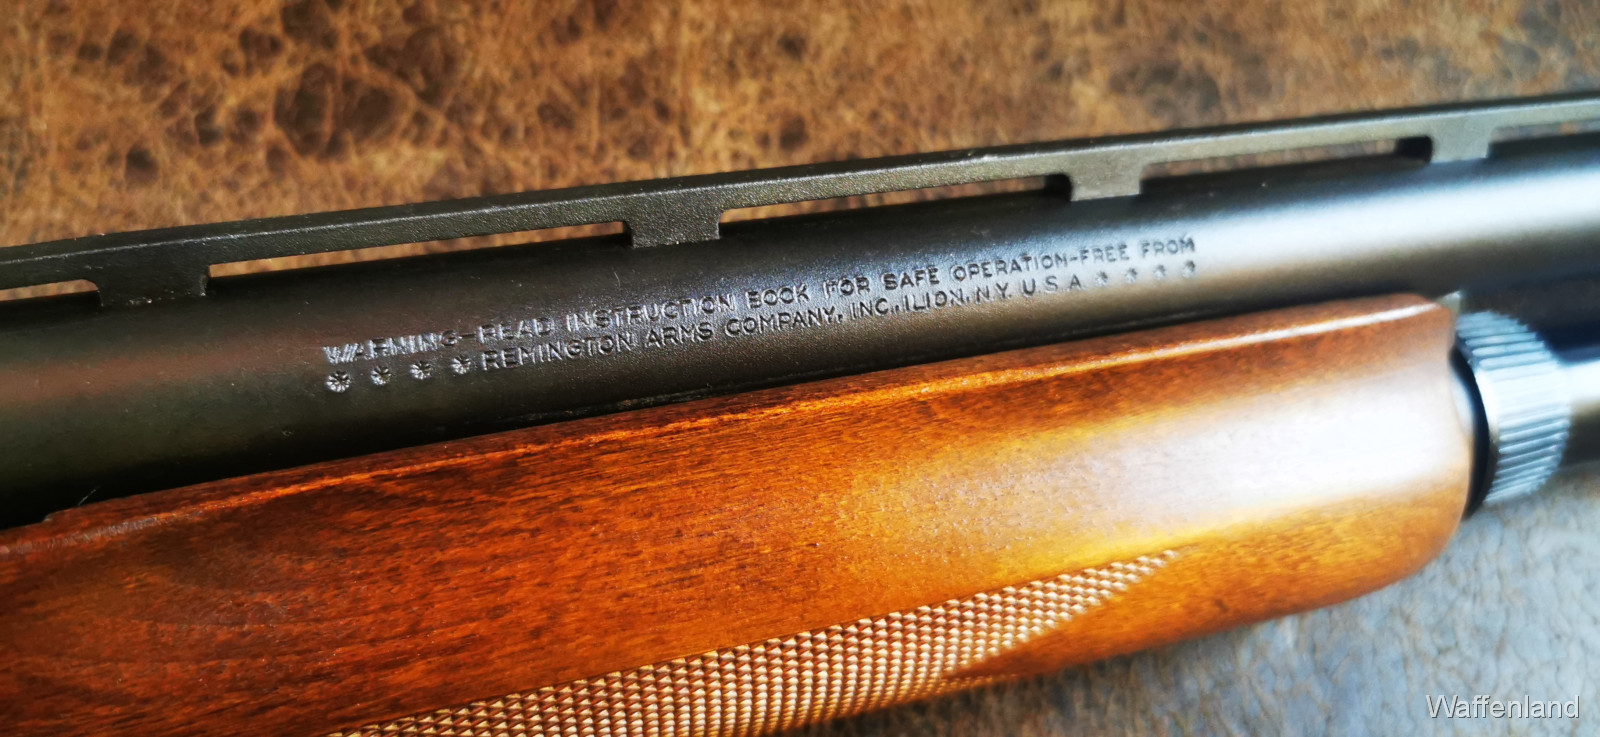 WARNING-READ INSTRUCTION BOOK FOR SAFE OPERATION-FREE FROM
* * * * REMINGTON ARMS COMPANY, INC., ILION, N.Y. U.S.A * * * *
Waffenland